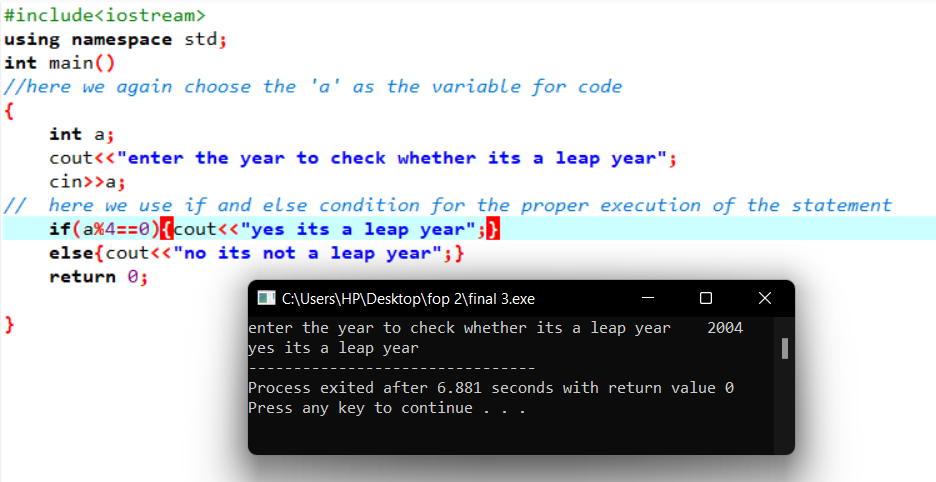 #include<iostream>
using namespace std;
int main()
//here we again choose the 'a' as the variable for code
{
int a;
cout<<"enter the year to check whether its a leap year";
cin>>a;
// here we use if and else condition for the proper execution of the statement
if(a%4==0){cout<<"yes its a leap year";}
else{cout<<"no its not a leap year";}
return 0;
}
C:\Users\HP\Desktop\fop 2\final 3.exe
enter the year to check whether its a leap year    2004
yes its a leap year
--------------------------------
Process exited after 6.881 seconds with return value 0
Press any key to continue . . .